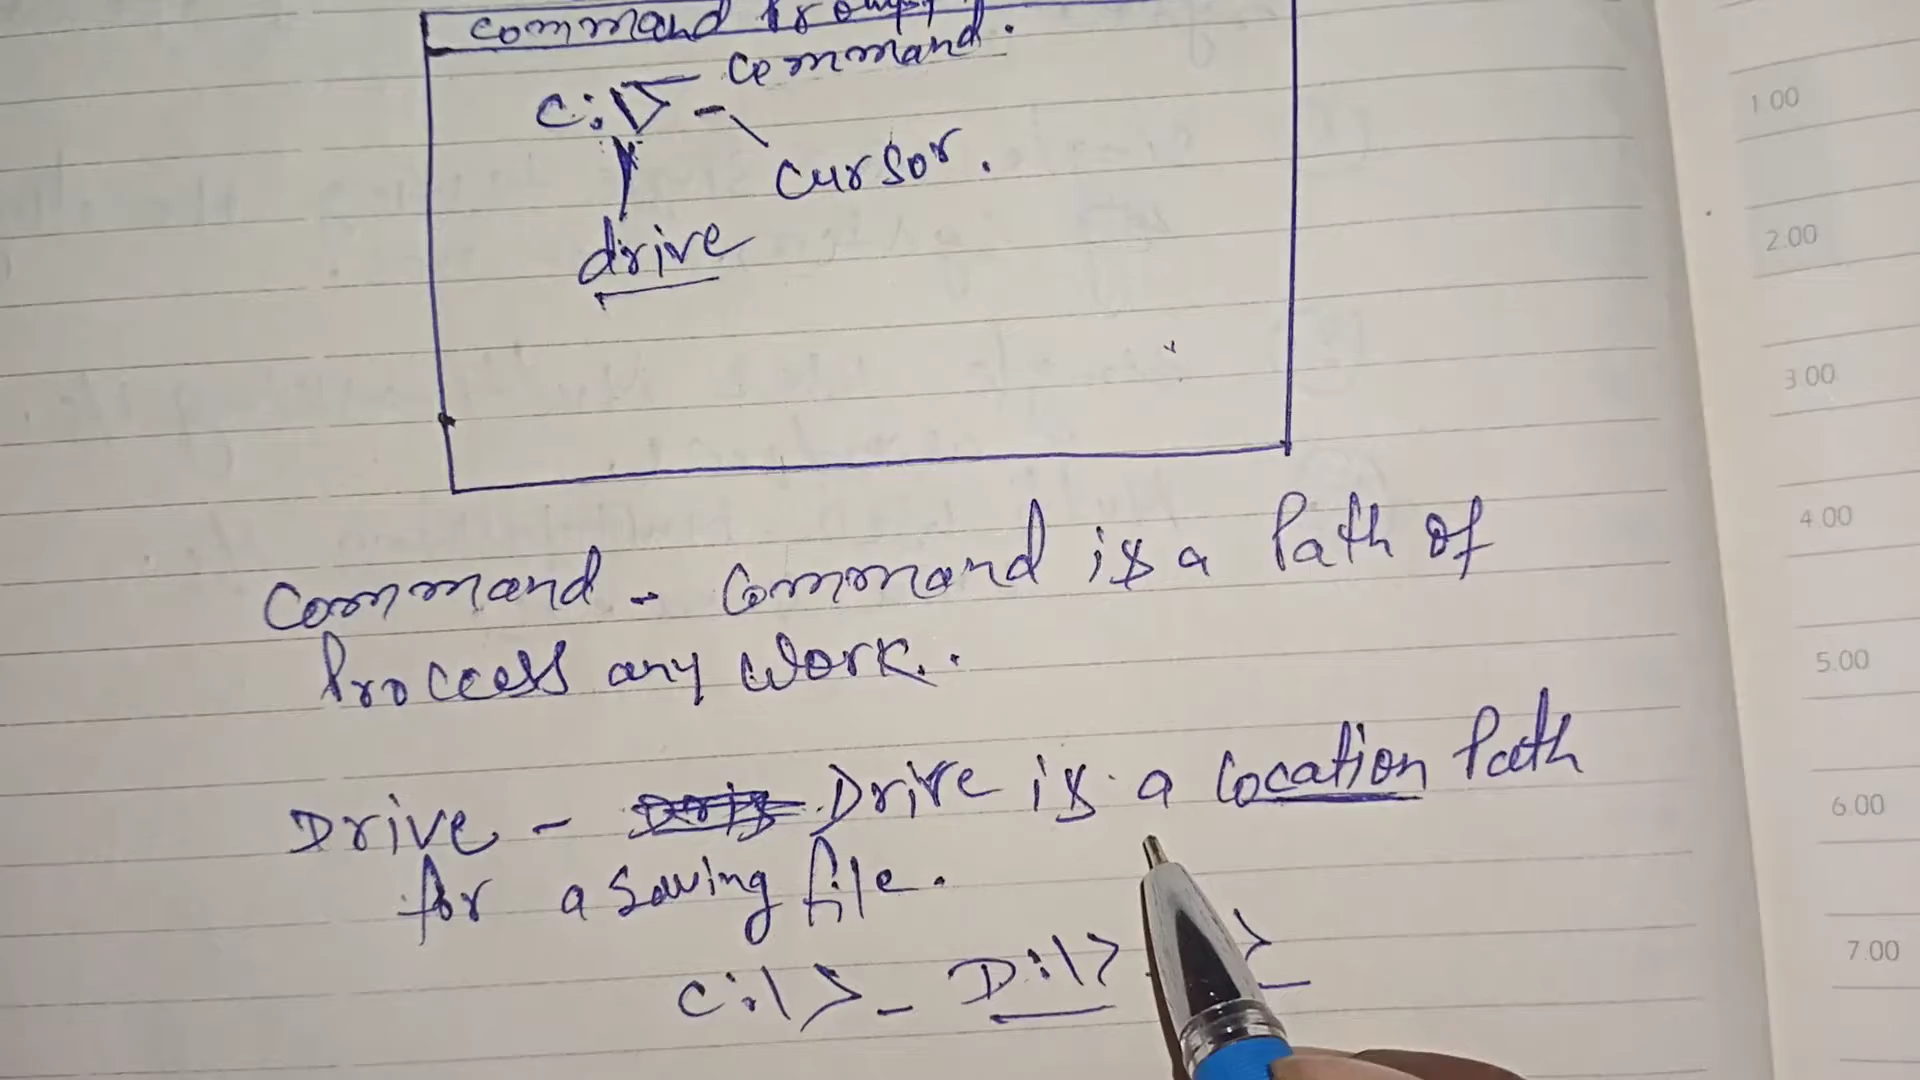 command Prompt
C:\> - command.
cursor.
drive
Command - Command is a Path of
Process any work..
Drive - Drive is a Location Path
for a Saving file.
C:\>_ D:\> >_
1.00
2.00
3.00
4.00
5.00
6.00
7.00